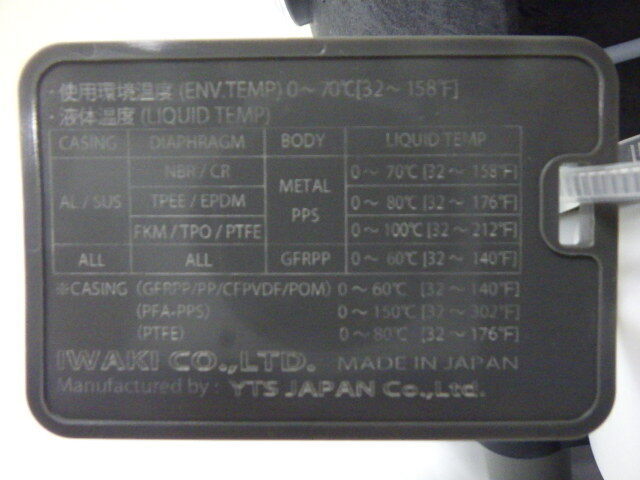 ・使用環境温度 (ENV.TEMP) 0～70℃[32～158℉]
・液体温度 (LIQUID TEMP)
CASING DIAPHRAGM BODY LIQUID TEMP
NBR / CR 0～70℃ [32～158℉]
AL / SUS TPEE / EPDM METAL PPS 0～80℃ [32～176℉]
FKM / TPO / PTFE 0～100℃ [32～212℉]
ALL ALL GFRPP 0～60℃ [32～140℉]
※CASING (GFRPP/PP/CFPVDF/POM) 0～60℃ [32～140℉]
(PFA-PPS) 0～150℃ [32～302℉]
(PTFE) 0～80℃ [32～176℉]
IWAKI CO.,LTD. MADE IN JAPAN
Manufactured by : YTS JAPAN Co.,Ltd.